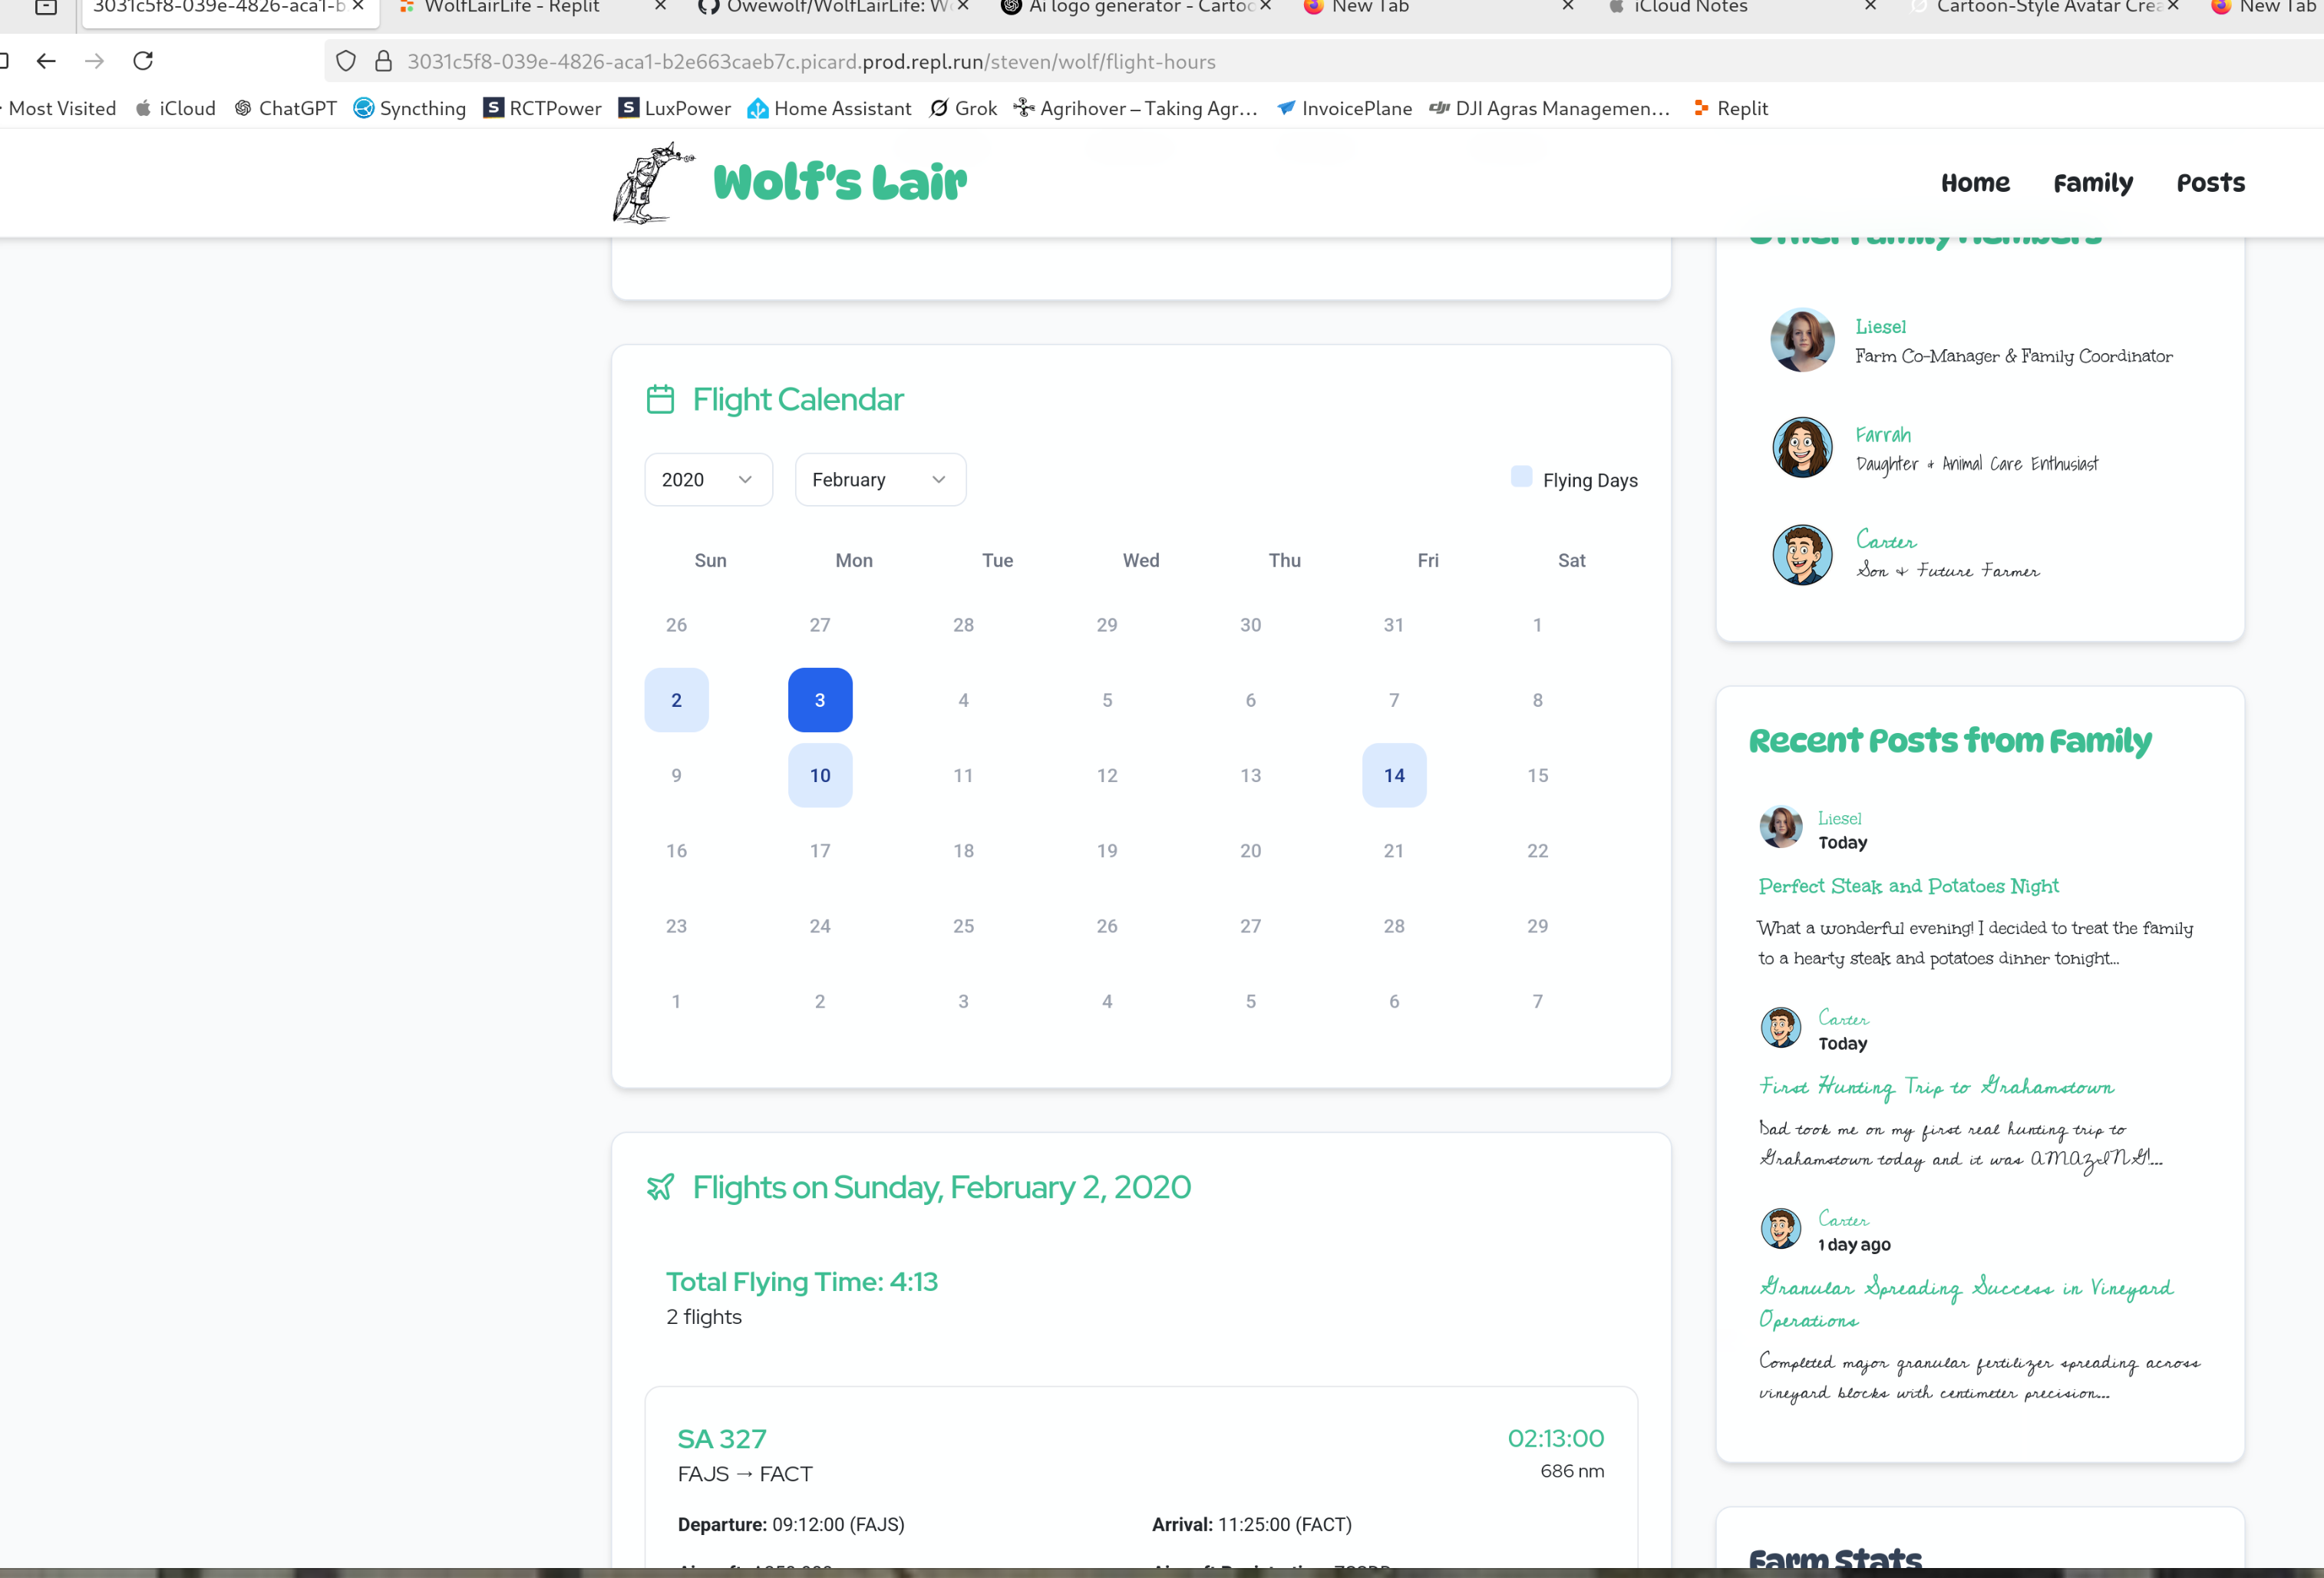 3031c5f8-039e-4826-aca1-b
WolfLairLife - Replit
Owewolf/WolfLairLife: W
Ai logo generator - Cartoo
New Tab
iCloud Notes
Cartoon-Style Avatar Crea
New Tab
3031c5f8-039e-4826-aca1-b2e663caeb7c.picard.prod.repl.run/steven/wolf/flight-hours
Most Visited iCloud ChatGPT Syncthing RCTPower LuxPower Home Assistant Grok Agrihover – Taking Agr… InvoicePlane DJI Agras Managemen… Replit
Wolf's Lair
Home Family Posts
Flight Calendar
2020 February Flying Days
Sun Mon Tue Wed Thu Fri Sat
26 27 28 29 30 31 1
2 3 4 5 6 7 8
9 10 11 12 13 14 15
16 17 18 19 20 21 22
23 24 25 26 27 28 29
1 2 3 4 5 6 7
Flights on Sunday, February 2, 2020
Total Flying Time: 4:13
2 flights
SA 327 02:13:00
FAJS → FACT 686 nm
Departure: 09:12:00 (FAJS) Arrival: 11:25:00 (FACT)
Other Family Members
Liesel
Farm Co-Manager & Family Coordinator
Farrah
Daughter & Animal Care Enthusiast
Carter
Son & Future Farmer
Recent Posts from Family
Liesel
Today
Perfect Steak and Potatoes Night
What a wonderful evening! I decided to treat the family
to a hearty steak and potatoes dinner tonight...
Carter
Today
First Hunting Trip to Grahamstown
Dad took me on my first real hunting trip to
Grahamstown today and it was AMAZING!...
Carter
1 day ago
Granular Spreading Success in Vineyard
Operations
Completed major granular fertilizer spreading across
vineyard blocks with centimeter precision...
Farm Stats